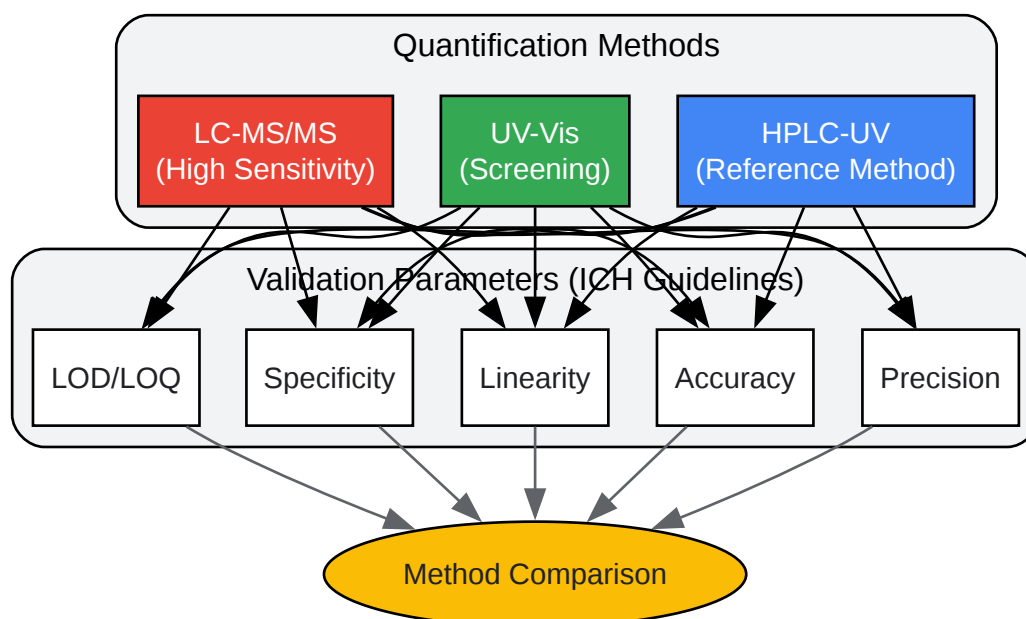 Quantification Methods
LC-MS/MS
(High Sensitivity)
UV-Vis
(Screening)
HPLC-UV
(Reference Method)
Validation Parameters (ICH Guidelines)
LOD/LOQ
Specificity
Linearity
Accuracy
Precision
Method Comparison